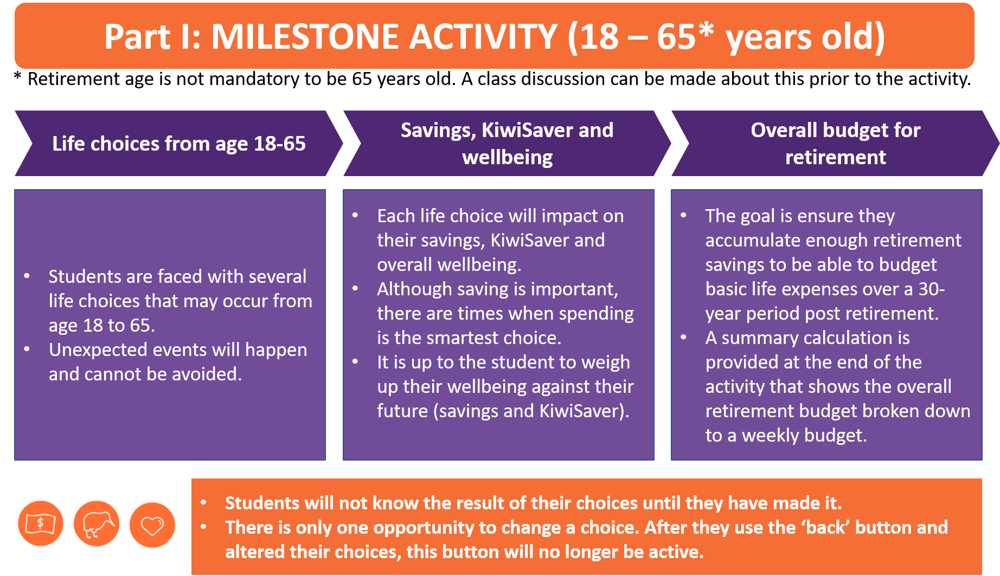 Part I: MILESTONE ACTIVITY (18 – 65* years old)
* Retirement age is not mandatory to be 65 years old. A class discussion can be made about this prior to the activity.
Life choices from age 18-65
• Students are faced with several
life choices that may occur from
age 18 to 65.
• Unexpected events will happen
and cannot be avoided.
Savings, KiwiSaver and
wellbeing
• Each life choice will impact on
their savings, KiwiSaver and
overall wellbeing.
• Although saving is important,
there are times when spending
is the smartest choice.
• It is up to the student to weigh
up their wellbeing against their
future (savings and KiwiSaver).
Overall budget for
retirement
• The goal is ensure they
accumulate enough retirement
savings to be able to budget
basic life expenses over a 30-
year period post retirement.
• A summary calculation is
provided at the end of the
activity that shows the overall
retirement budget broken down
to a weekly budget.
$
• Students will not know the result of their choices until they have made it.
• There is only one opportunity to change a choice. After they use the ‘back’ button and
altered their choices, this button will no longer be active.